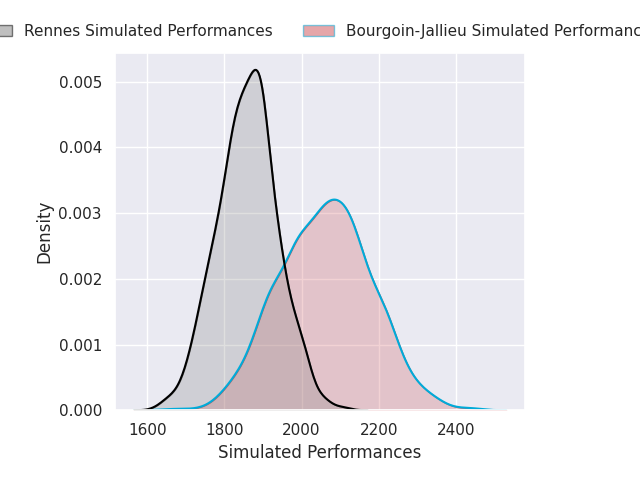 Rennes Simulated Performances
Bourgoin-Jallieu Simulated Performanc
0.005
0.004
0.003
0.002
0.001
0.000
Density
1600 1800 2000 2200 2400
Simulated Performances